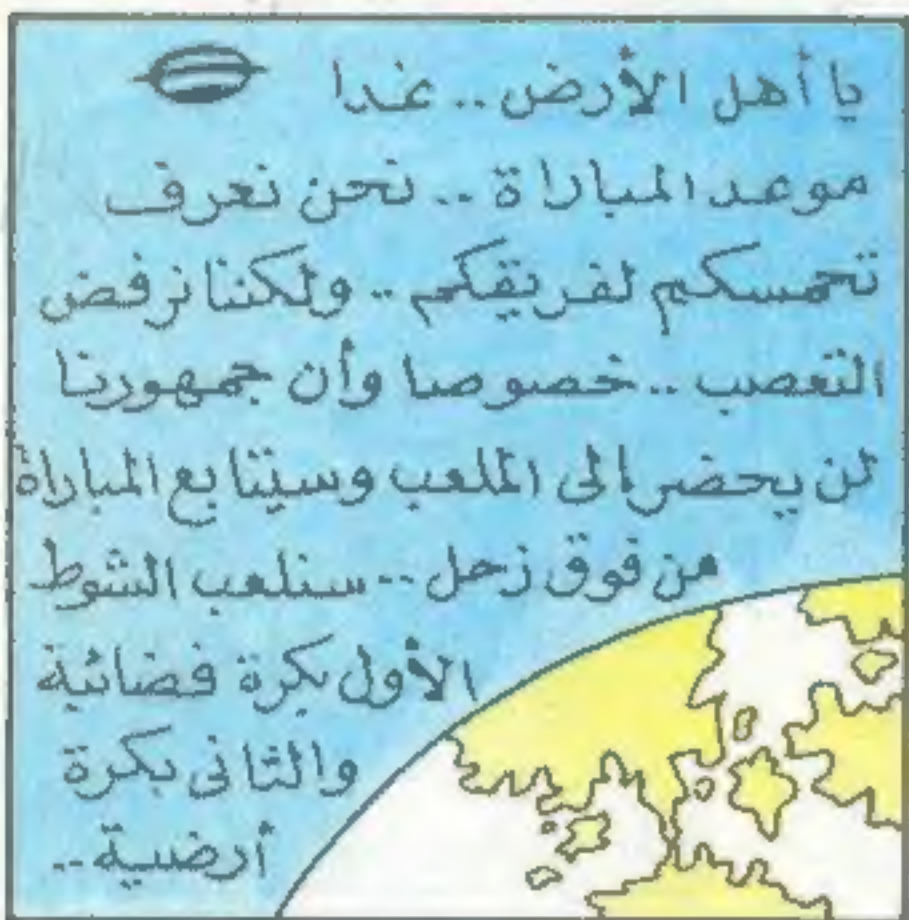 يا أهل الأرض.. غدا
موعد المباراة.. نحن نعرف
تحمسكم لفريقكم.. ولكننا نرفض
التعصب.. خصوصا وأن جمهورنا
لن يحضر الى الملعب وسيتابع المباراة
من فوق زحل.. سنلعب الشوط
الأول بكرة فضائية
والثانى بكرة
أرضية..